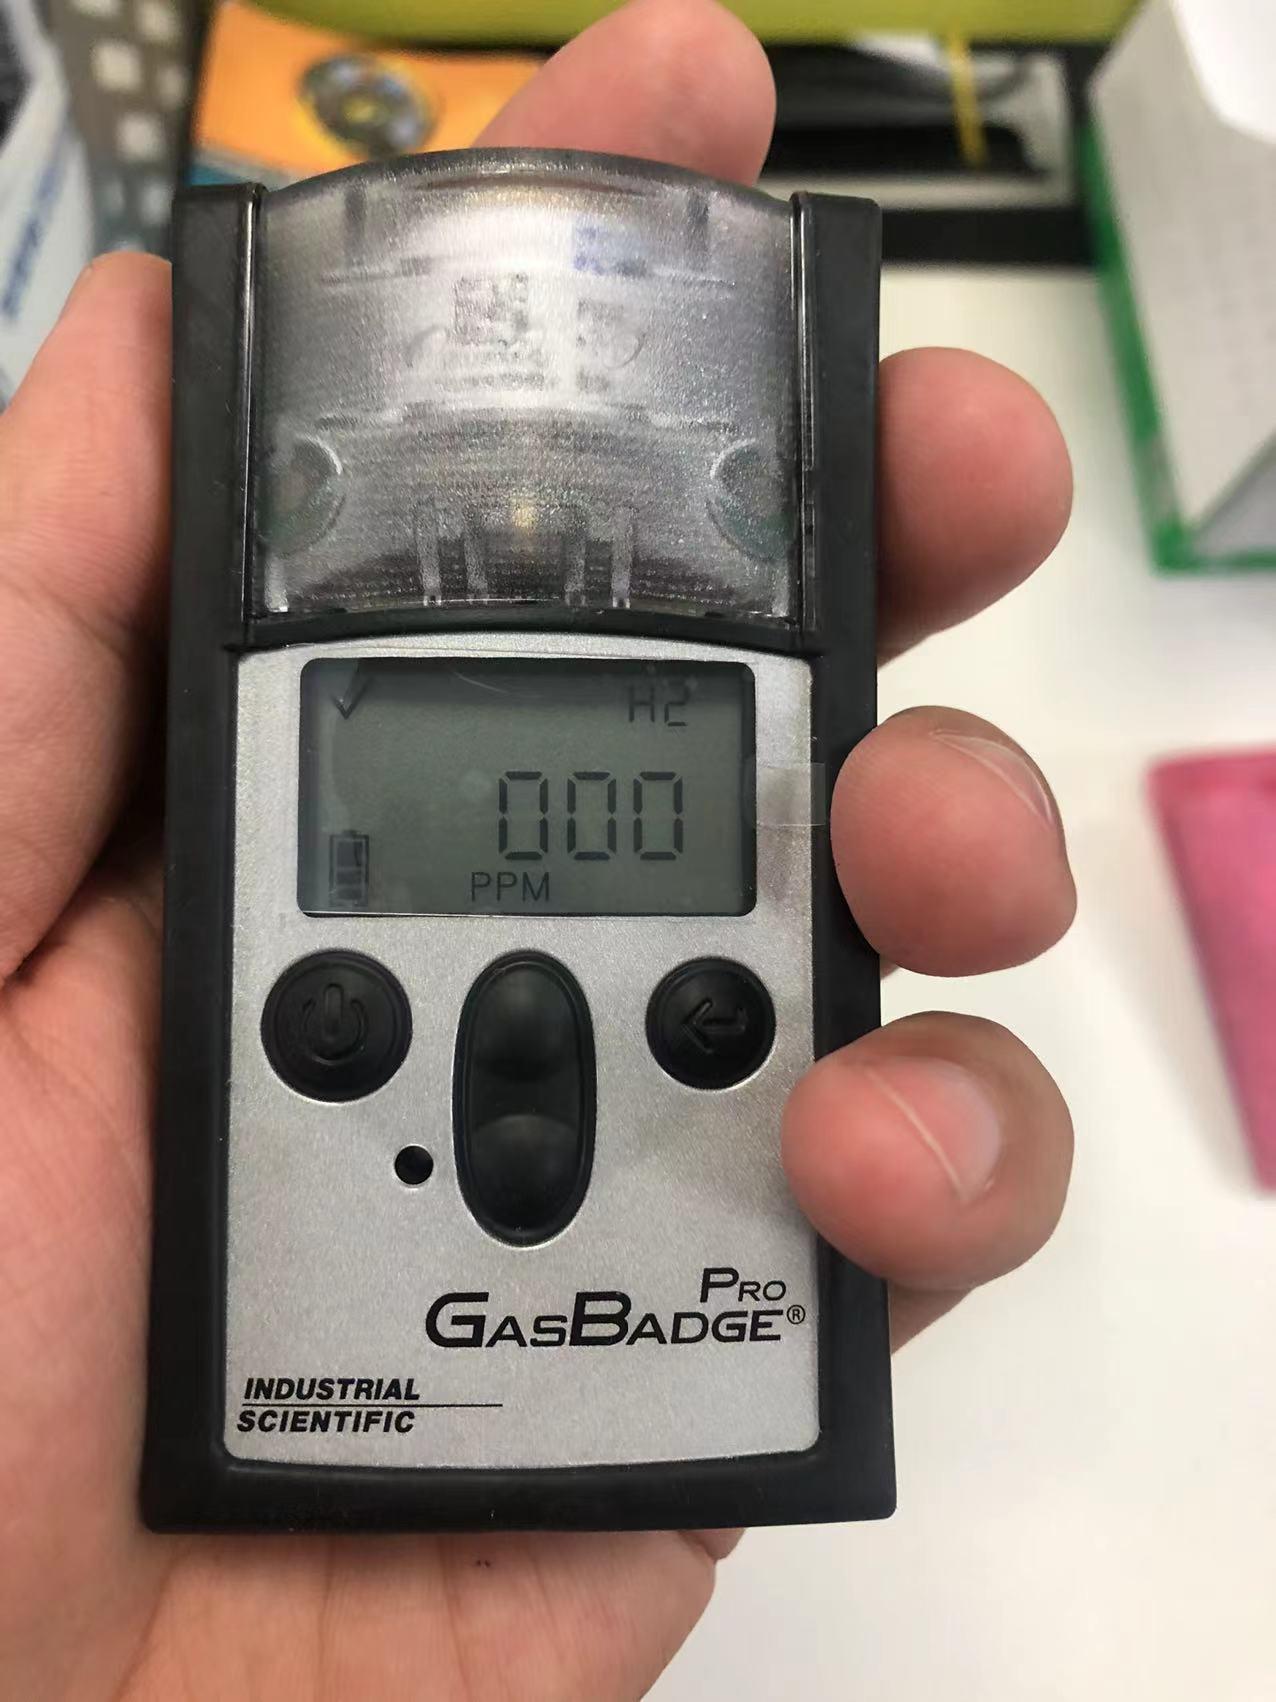 H2
000
PPM
PRO
GASBADGE®
INDUSTRIAL
SCIENTIFIC